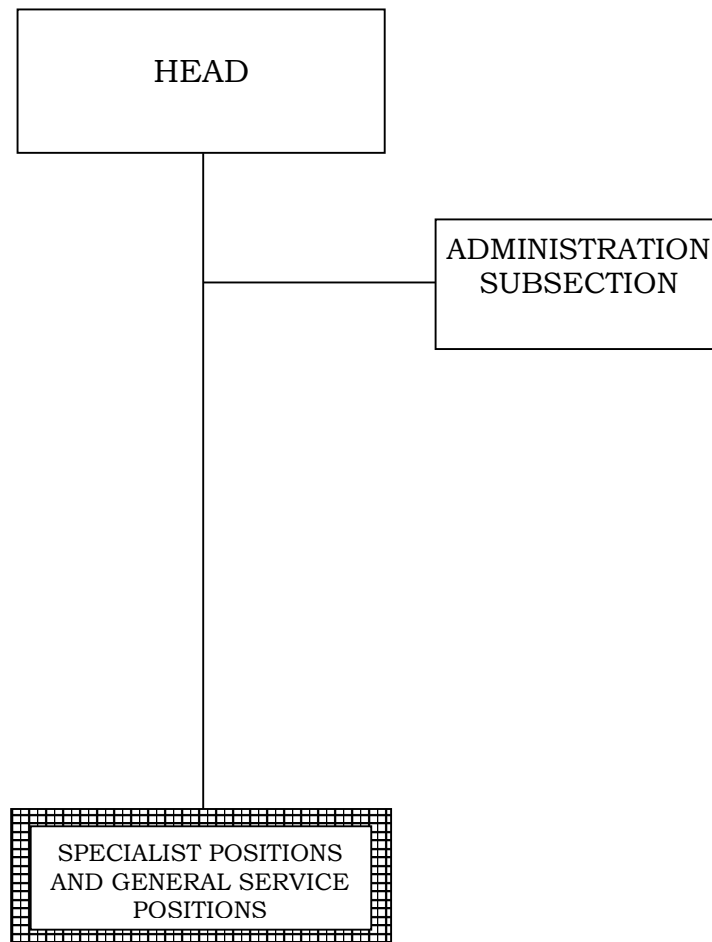 HEAD
ADMINISTRATION
SUBSECTION
SPECIALIST POSITIONS
AND GENERAL SERVICE
POSITIONS